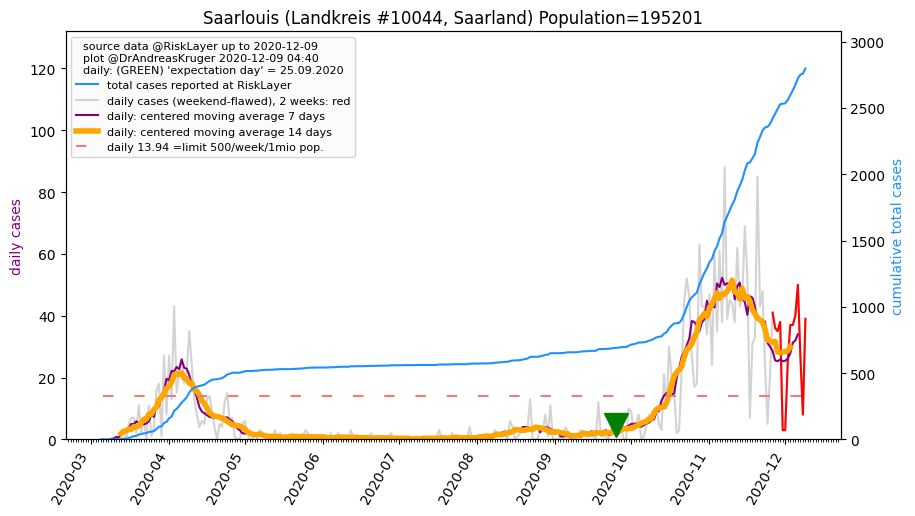 Saarlouis (Landkreis #10044, Saarland) Population=195201
source data @RiskLayer up to 2020-12-09
plot @DrAndreasKruger 2020-12-09 04:40
daily: (GREEN) 'expectation day' = 25.09.2020
total cases reported at RiskLayer
daily cases (weekend-flawed), 2 weeks: red
daily: centered moving average 7 days
daily: centered moving average 14 days
daily 13.94 =limit 500/week/1mio pop.
daily cases
0
20
40
60
80
100
120
cumulative total cases
0
500
1000
1500
2000
2500
3000
2020-03
2020-04
2020-05
2020-06
2020-07
2020-08
2020-09
2020-10
2020-11
2020-12